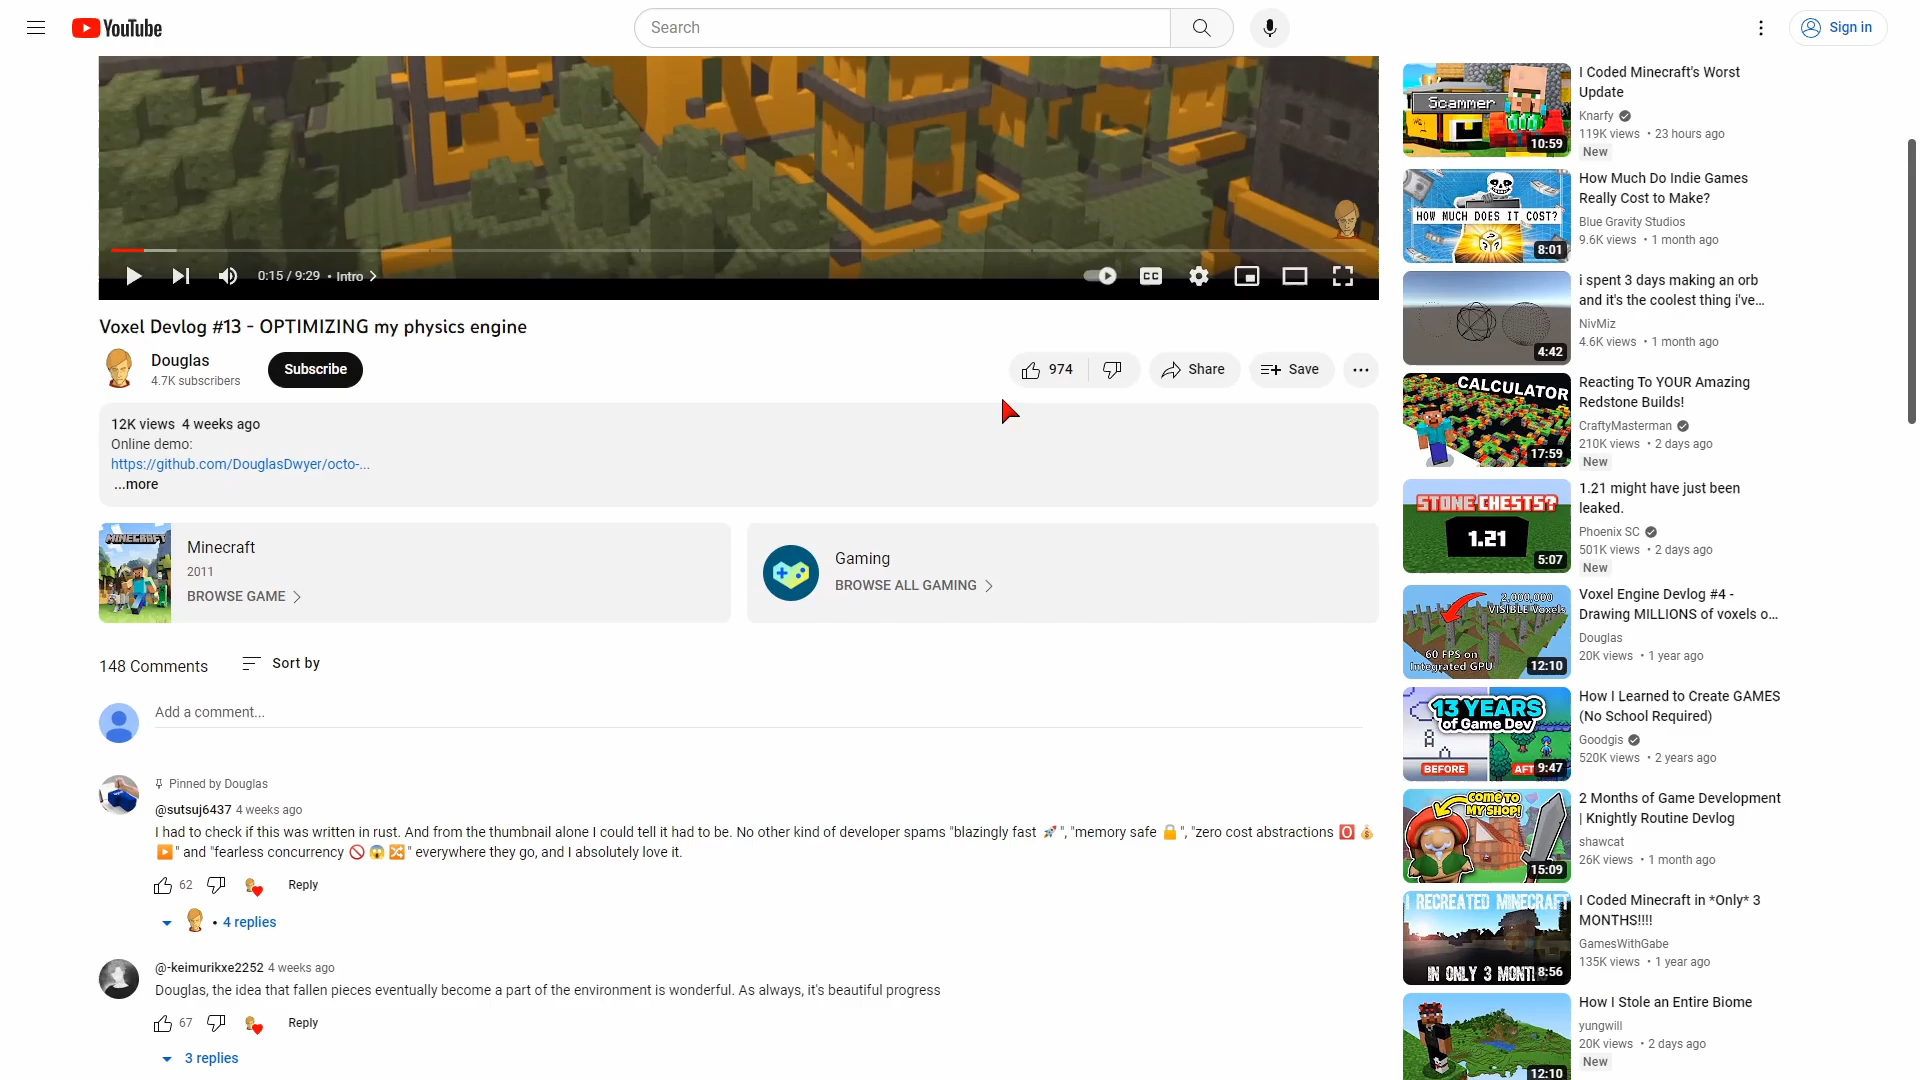 YouTube
Search
Sign in
0:15 / 9:29 • Intro
CC
Voxel Devlog #13 - OPTIMIZING my physics engine
Douglas
4.7K subscribers
Subscribe
974
Share
Save
12K views 4 weeks ago
Online demo:
https://github.com/DouglasDwyer/octo-...
...more
MINECRAFT
Minecraft
2011
BROWSE GAME
Gaming
BROWSE ALL GAMING
148 Comments
Sort by
Add a comment...
Pinned by Douglas
@sutsuj6437 4 weeks ago
I had to check if this was written in rust. And from the thumbnail alone I could tell it had to be. No other kind of developer spams "blazingly fast 🚀", "memory safe 🔒", "zero cost abstractions 🅾️ 💰
▶️" and "fearless concurrency 🚫 😱 🔀" everywhere they go, and I absolutely love it.
62
Reply
• 4 replies
@-keimurikxe2252 4 weeks ago
Douglas, the idea that fallen pieces eventually become a part of the environment is wonderful. As always, it's beautiful progress
67
Reply
3 replies
Scammer
10:59
I Coded Minecraft's Worst
Update
Knarfy
119K views • 23 hours ago
New
HOW MUCH DOES IT COST?
8:01
How Much Do Indie Games
Really Cost to Make?
Blue Gravity Studios
9.6K views • 1 month ago
4:42
i spent 3 days making an orb
and it's the coolest thing i've...
NivMiz
4.6K views • 1 month ago
CALCULATOR
17:59
Reacting To YOUR Amazing
Redstone Builds!
CraftyMasterman
210K views • 2 days ago
New
STONE CHESTS?
1.21
5:07
1.21 might have just been
leaked.
Phoenix SC
501K views • 2 days ago
New
2,000,000
VISIBLE Voxels
60 FPS on
Integrated GPU
12:10
Voxel Engine Devlog #4 -
Drawing MILLIONS of voxels o...
Douglas
20K views • 1 year ago
13 YEARS
of Game Dev
BEFORE
AFT
9:47
How I Learned to Create GAMES
(No School Required)
Goodgis
520K views • 2 years ago
COME TO
MY SHOP!
15:09
2 Months of Game Development
| Knightly Routine Devlog
shawcat
26K views • 1 month ago
I RECREATED MINECRAFT
IN ONLY 3 MONT
8:56
I Coded Minecraft in *Only* 3
MONTHS!!!!
GamesWithGabe
135K views • 1 year ago
12:10
How I Stole an Entire Biome
yungwill
20K views • 2 days ago
New